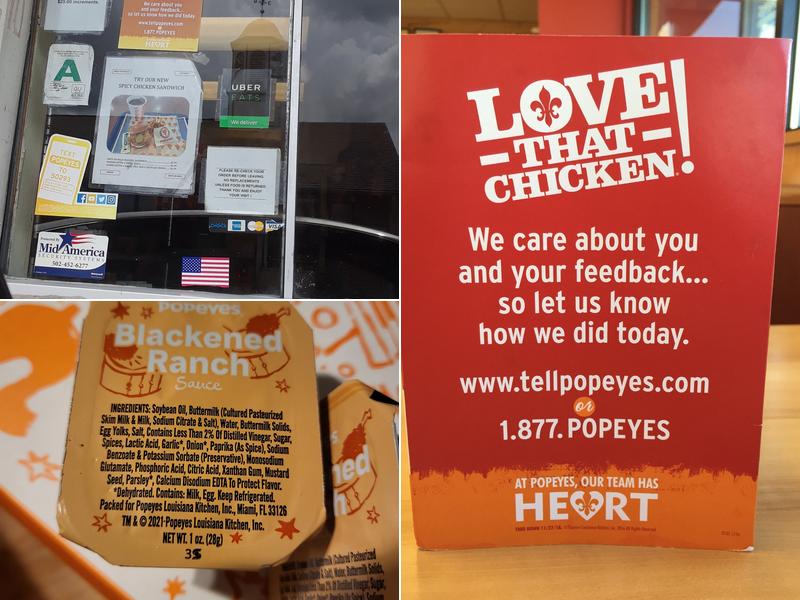 $25.00 increments.
We care about you
and your feedback...
so let us know how we did today.
www.tellpopeyes.com
or
1.877.POPEYES
HEART
A
TRY OUR NEW
SPICY CHICKEN SANDWICH
UBER
EATS
We deliver
TEXT
POPEYES
TO
50293
PLEASE RE-CHECK YOUR
ORDER BEFORE LEAVING.
NO REPLACEMENTS
UNLESS FOOD IS RETURNED.
THANK YOU AND ENJOY
YOUR VISIT !
VISA
Mid America
SECURITY SYSTEMS
502-452-6277
POPEYES
Blackened
Ranch
Sauce
INGREDIENTS: Soybean Oil, Buttermilk (Cultured Pasteurized
Skim Milk & Milk, Sodium Citrate & Salt), Water, Buttermilk Solids,
Egg Yolks, Salt, Contains Less Than 2% Of Distilled Vinegar, Sugar,
Spices, Lactic Acid, Garlic*, Onion*, Paprika (As Spice), Sodium
Benzoate & Potassium Sorbate (Preservative), Monosodium
Glutamate, Phosphoric Acid, Citric Acid, Xanthan Gum, Mustard
Seed, Parsley*, Calcium Disodium EDTA To Protect Flavor.
*Dehydrated. Contains: Milk, Egg. Keep Refrigerated.
Packed for Popeyes Louisiana Kitchen, Inc., Miami, FL 33126
TM & © 2021 Popeyes Louisiana Kitchen, Inc.
NET WT. 1 oz. (28g)
LOVE
THAT
CHICKEN!
We care about you
and your feedback...
so let us know
how we did today.
www.tellpopeyes.com
or
1.877.POPEYES
AT POPEYES, OUR TEAM HAS
HEART